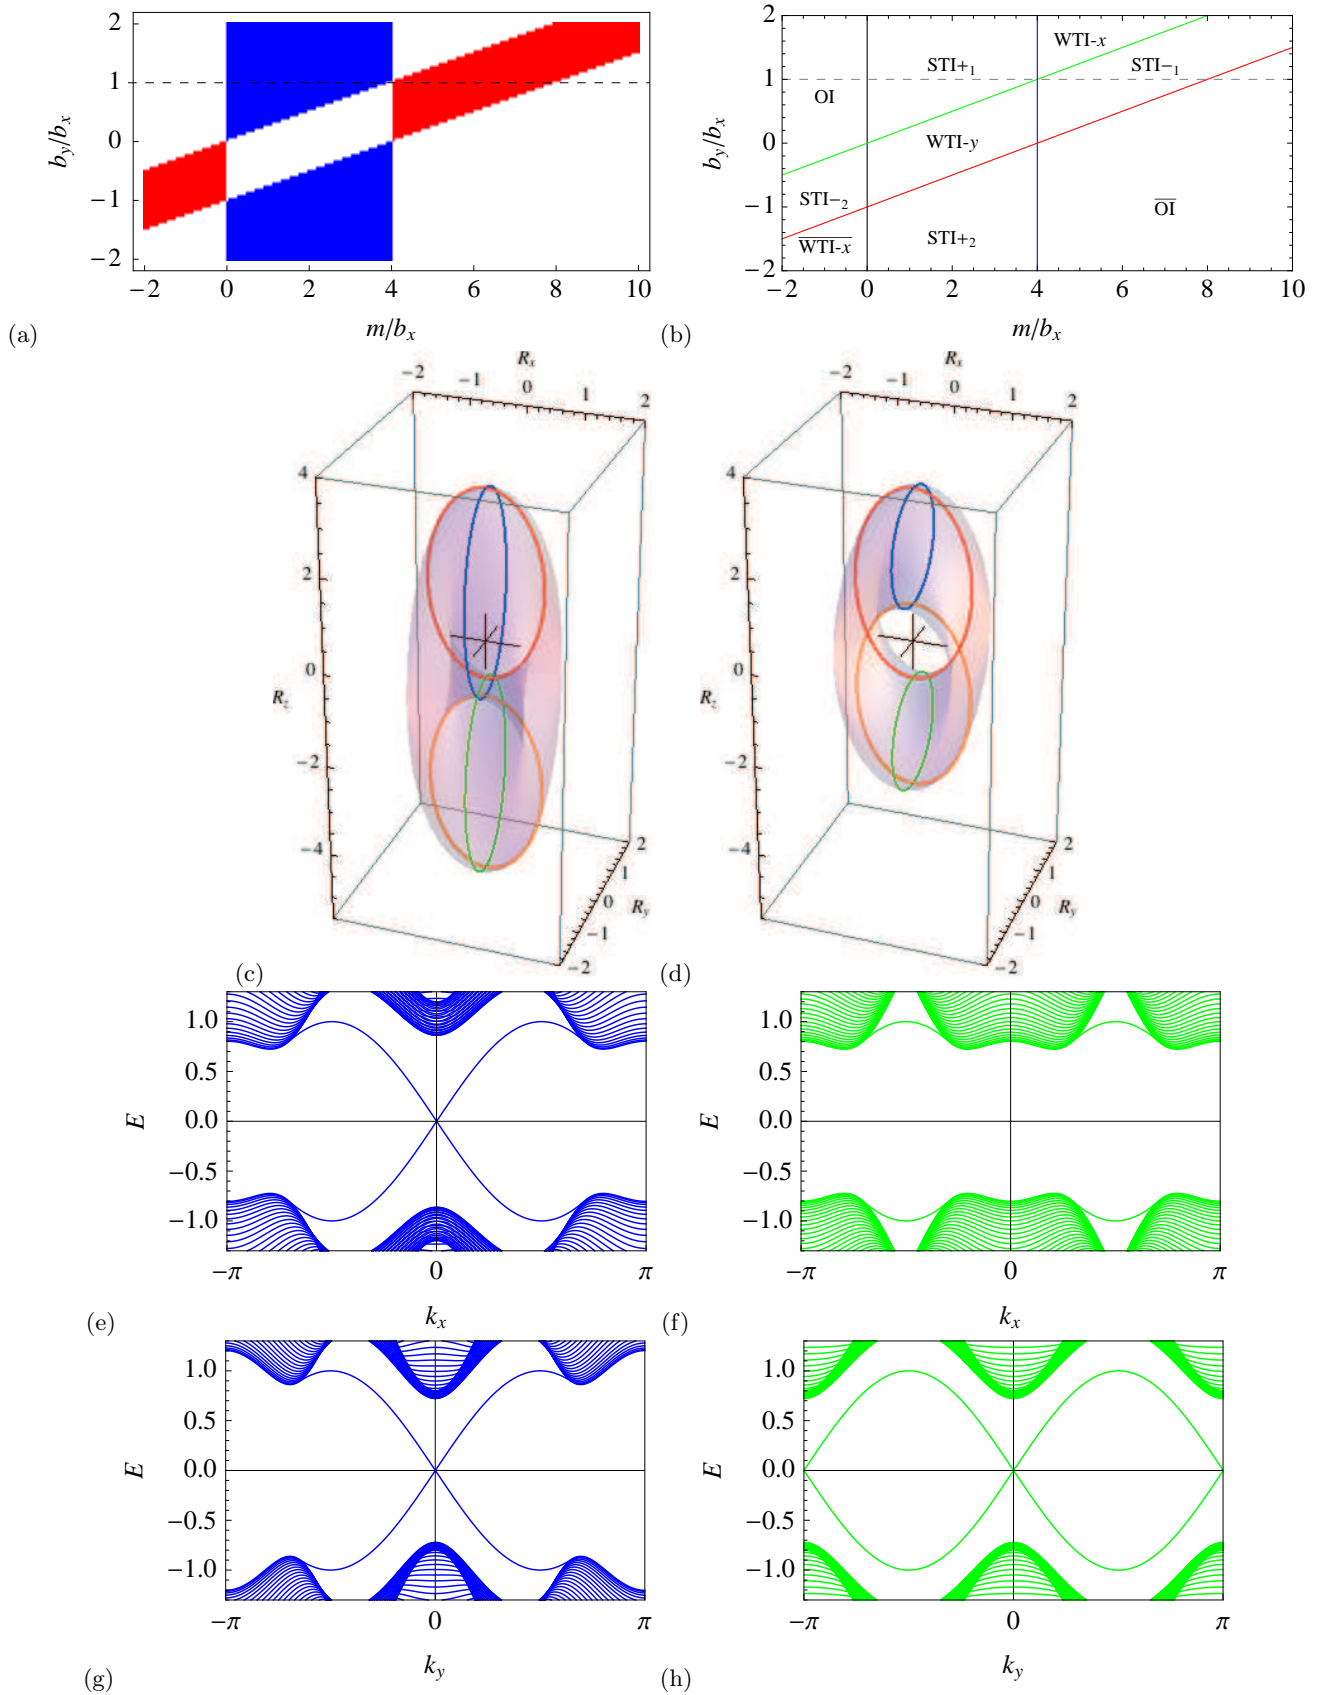 2
1
0
−1
−2
b_y/b_x
−2 0 2 4 6 8 10
m/b_x
(a)
2
1
0
−1
−2
b_y/b_x
WTI-x
STI+₁
STI−₁
OI
WTI-y
STI−₂
O̅I̅
W̅T̅I̅-̅x̅
STI+₂
−2 0 2 4 6 8 10
m/b_x
(b)
R_x
−2 −1 0 1 2
4
2
0
R_z
−2
−4
2
1
0 R_y
−1
−2
(c)
R_x
−2 −1 0 1 2
4
2
0
R_z
−2
−4
2
1
0 R_y
−1
−2
(d)
1.0
0.5
0.0
−0.5
−1.0
E
−π 0 π
k_x
(e)
1.0
0.5
0.0
−0.5
−1.0
E
−π 0 π
k_x
(f)
1.0
0.5
0.0
−0.5
−1.0
E
−π 0 π
k_y
(g)
1.0
0.5
0.0
−0.5
−1.0
E
−π 0 π
k_y
(h)